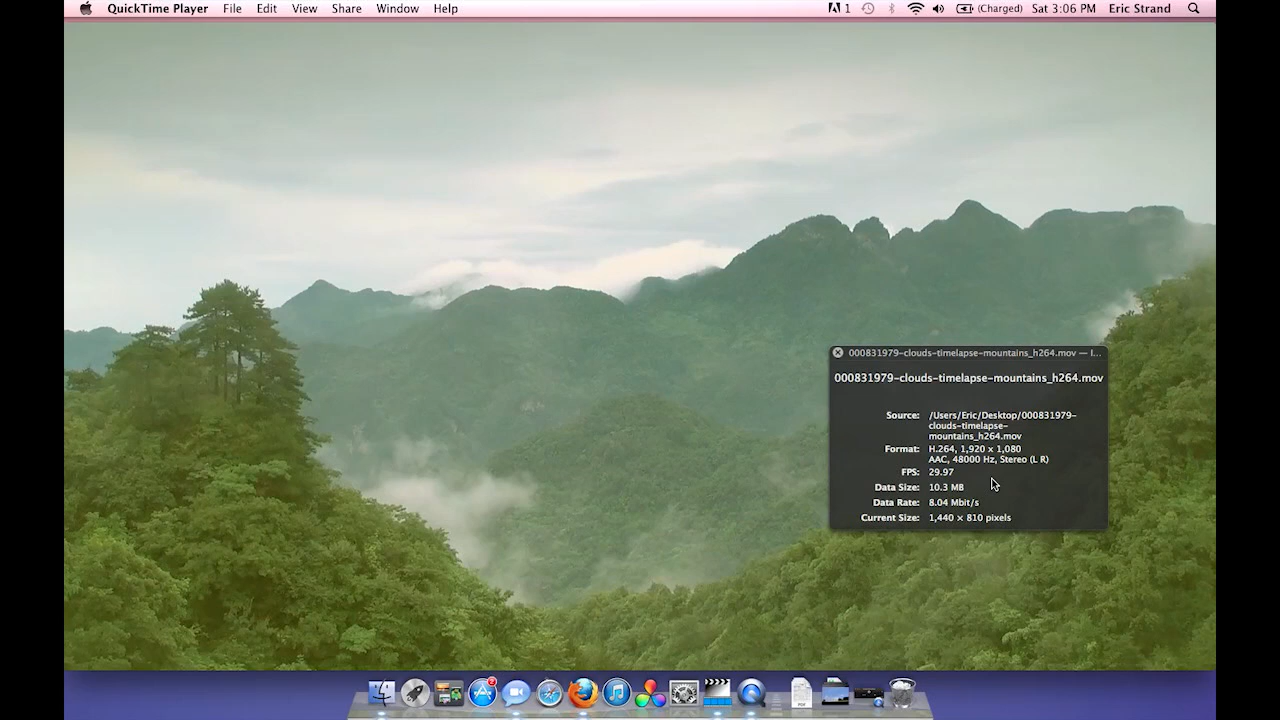 QuickTime Player File Edit View Share Window Help 1 (Charged) Sat 3:06 PM Eric Strand
000831979-clouds-timelapse-mountains_h264.mov — I...
000831979-clouds-timelapse-mountains_h264.mov
Source: /Users/Eric/Desktop/000831979-
clouds-timelapse-
mountains_h264.mov
Format: H.264, 1,920 × 1,080
AAC, 48000 Hz, Stereo (L R)
FPS: 29.97
Data Size: 10.3 MB
Data Rate: 8.04 Mbit/s
Current Size: 1,440 × 810 pixels
7
PDF